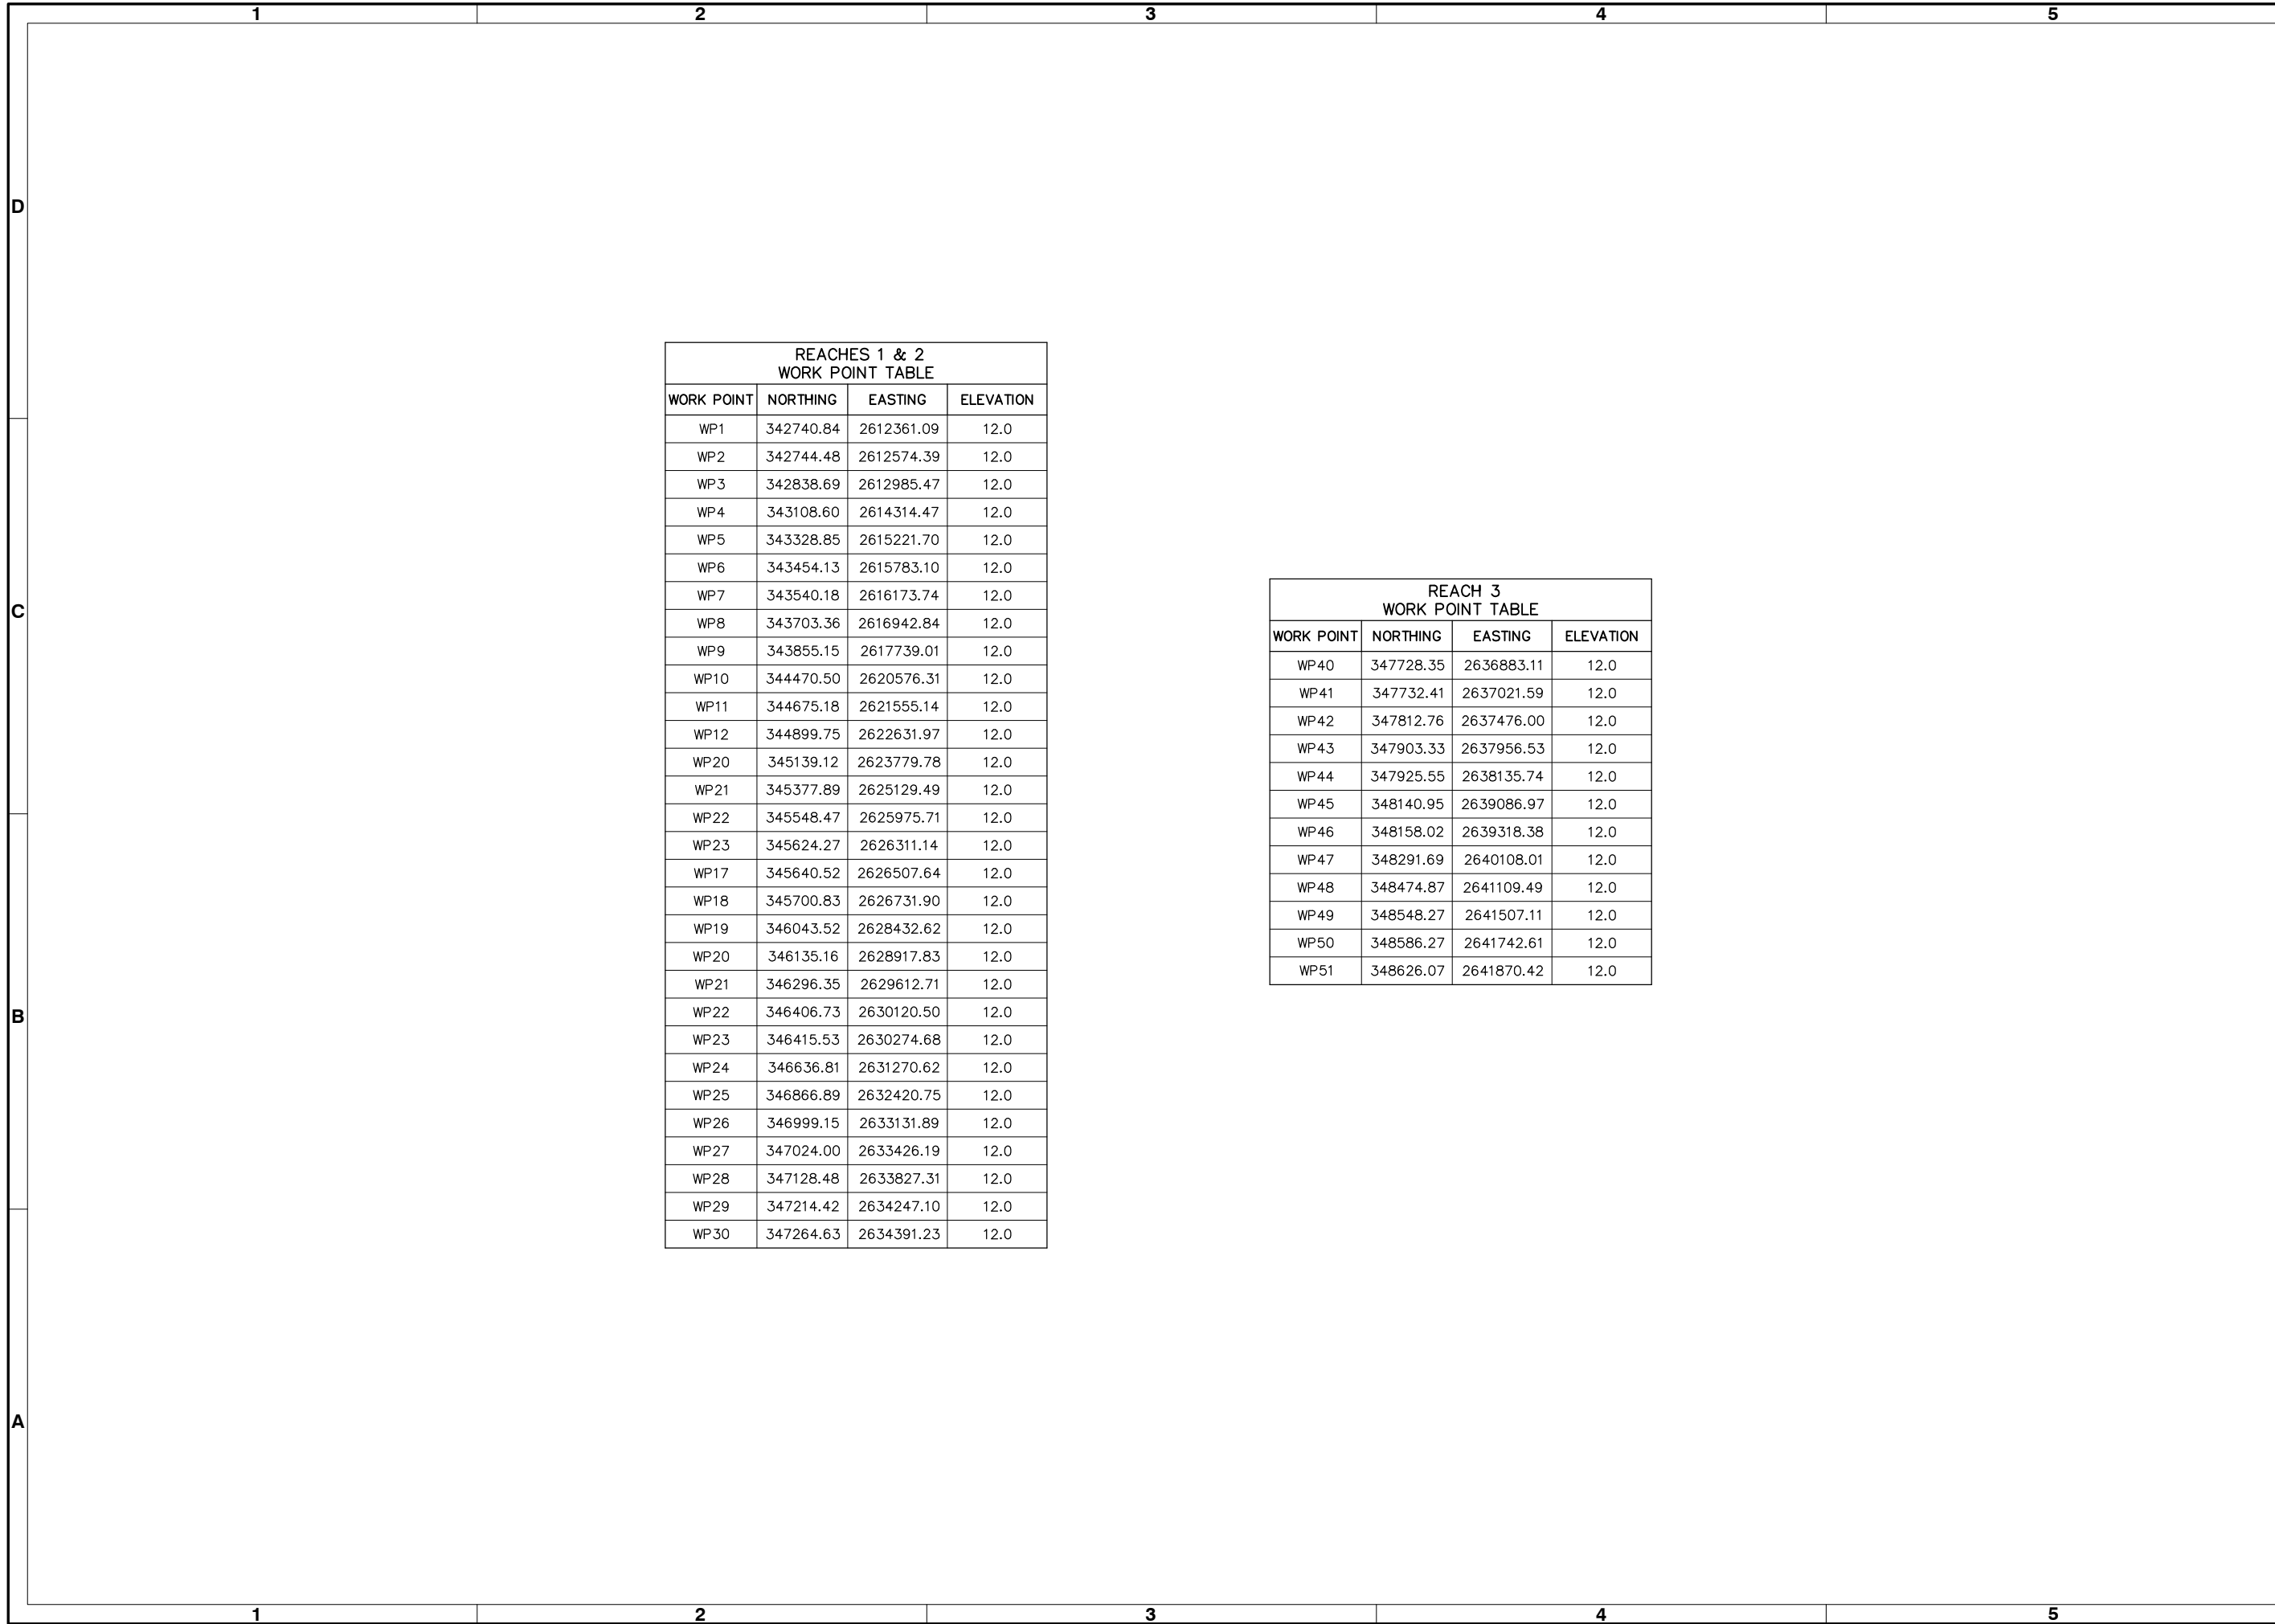 1 2 3 4 5
D
C
B
A
REACHES 1 & 2
WORK POINT TABLE
WORK POINT NORTHING EASTING ELEVATION
WP1 342740.84 2612361.09 12.0
WP2 342744.48 2612574.39 12.0
WP3 342838.69 2612985.47 12.0
WP4 343108.60 2614314.47 12.0
WP5 343328.85 2615221.70 12.0
WP6 343454.13 2615783.10 12.0
WP7 343540.18 2616173.74 12.0
WP8 343703.36 2616942.84 12.0
WP9 343855.15 2617739.01 12.0
WP10 344470.50 2620576.31 12.0
WP11 344675.18 2621555.14 12.0
WP12 344899.75 2622631.97 12.0
WP20 345139.12 2623779.78 12.0
WP21 345377.89 2625129.49 12.0
WP22 345548.47 2625975.71 12.0
WP23 345624.27 2626311.14 12.0
WP17 345640.52 2626507.64 12.0
WP18 345700.83 2626731.90 12.0
WP19 346043.52 2628432.62 12.0
WP20 346135.16 2628917.83 12.0
WP21 346296.35 2629612.71 12.0
WP22 346406.73 2630120.50 12.0
WP23 346415.53 2630274.68 12.0
WP24 346636.81 2631270.62 12.0
WP25 346866.89 2632420.75 12.0
WP26 346999.15 2633131.89 12.0
WP27 347024.00 2633426.19 12.0
WP28 347128.48 2633827.31 12.0
WP29 347214.42 2634247.10 12.0
WP30 347264.63 2634391.23 12.0
REACH 3
WORK POINT TABLE
WORK POINT NORTHING EASTING ELEVATION
WP40 347728.35 2636883.11 12.0
WP41 347732.41 2637021.59 12.0
WP42 347812.76 2637476.00 12.0
WP43 347903.33 2637956.53 12.0
WP44 347925.55 2638135.74 12.0
WP45 348140.95 2639086.97 12.0
WP46 348158.02 2639318.38 12.0
WP47 348291.69 2640108.01 12.0
WP48 348474.87 2641109.49 12.0
WP49 348548.27 2641507.11 12.0
WP50 348586.27 2641742.61 12.0
WP51 348626.07 2641870.42 12.0
1 2 3 4 5